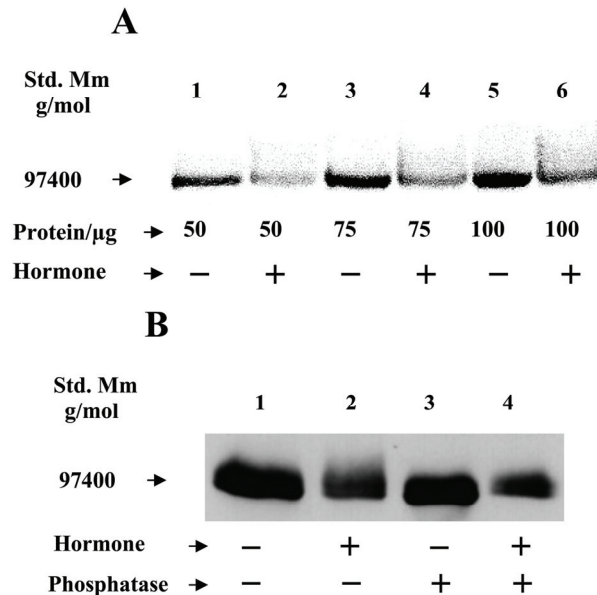 A
Std. Mm
g/mol
1 2 3 4 5 6
97400
Protein/µg 50 50 75 75 100 100
Hormone − + − + − +
B
Std. Mm
g/mol
1 2 3 4
97400
Hormone − + − +
Phosphatase − − + +